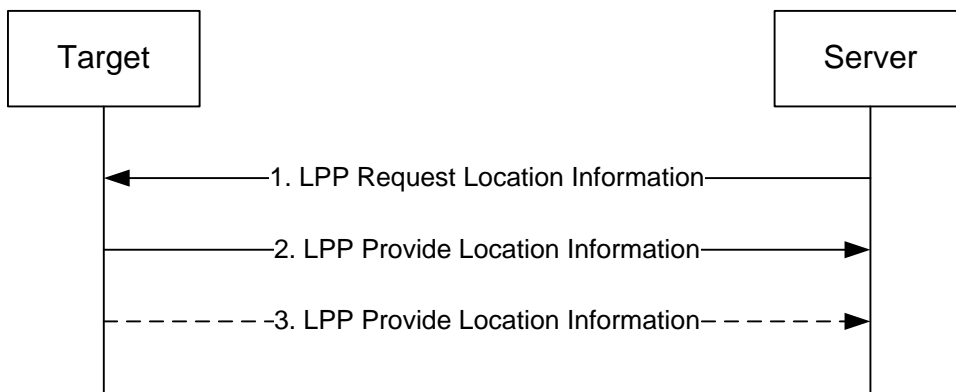 Target
Server
1. LPP Request Location Information
2. LPP Provide Location Information
3. LPP Provide Location Information